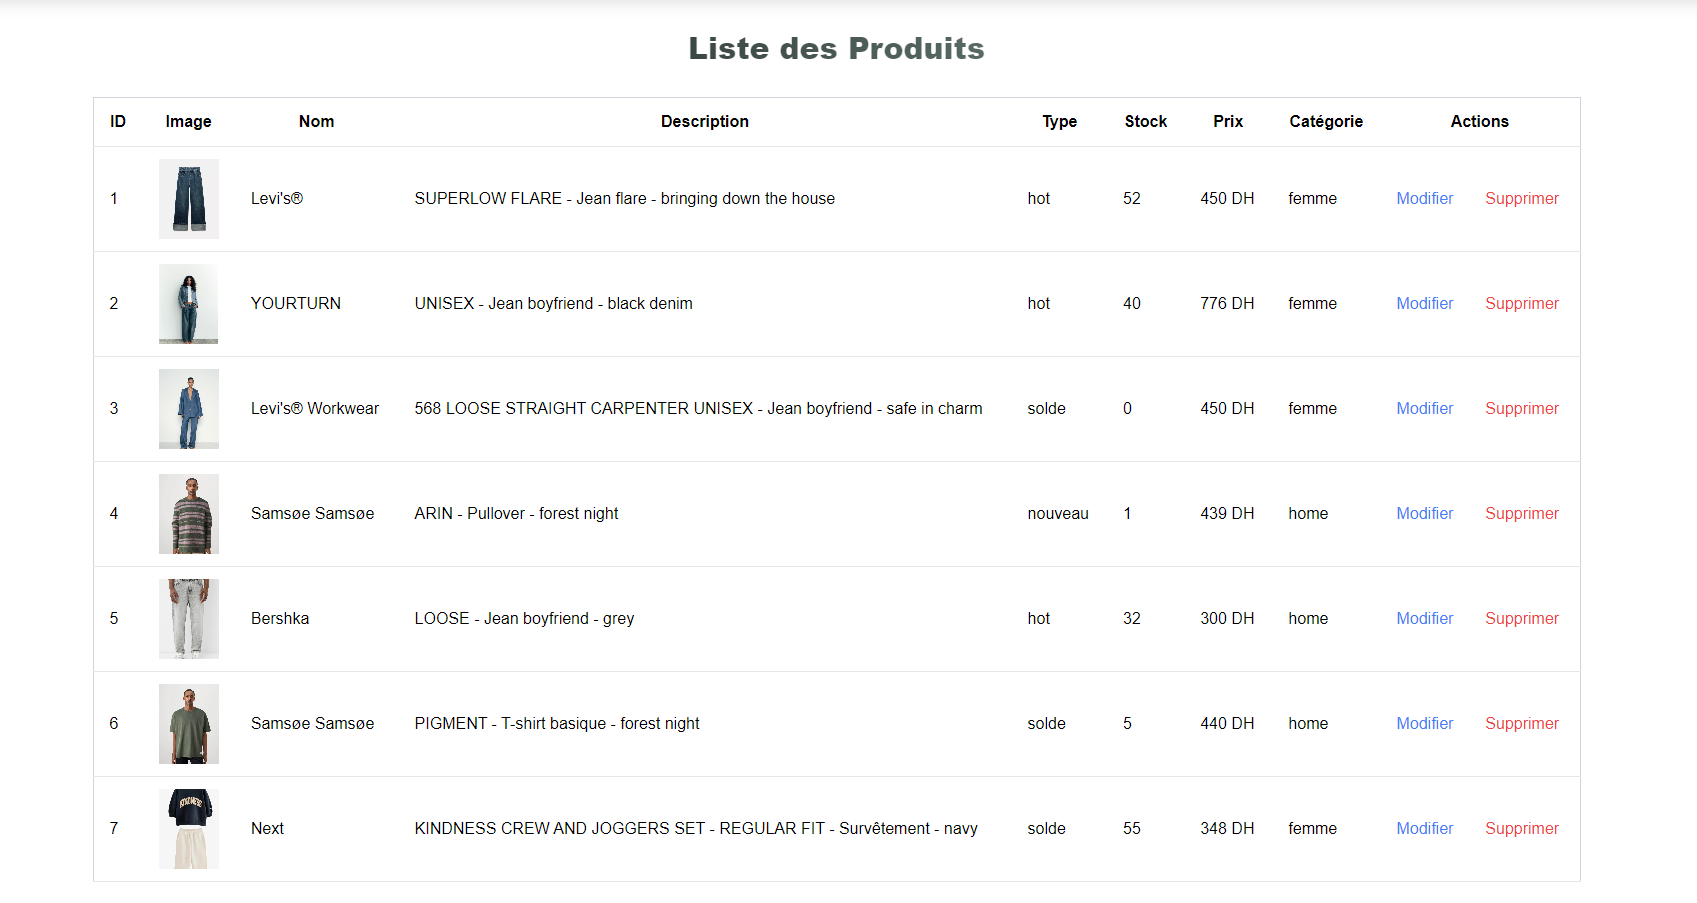 Liste des Produits
ID Image Nom Description Type Stock Prix Catégorie Actions
1 Levi's® SUPERLOW FLARE - Jean flare - bringing down the house hot 52 450 DH femme Modifier Supprimer
2 YOURTURN UNISEX - Jean boyfriend - black denim hot 40 776 DH femme Modifier Supprimer
3 Levi's® Workwear 568 LOOSE STRAIGHT CARPENTER UNISEX - Jean boyfriend - safe in charm solde 0 450 DH femme Modifier Supprimer
4 Samsøe Samsøe ARIN - Pullover - forest night nouveau 1 439 DH home Modifier Supprimer
5 Bershka LOOSE - Jean boyfriend - grey hot 32 300 DH home Modifier Supprimer
6 Samsøe Samsøe PIGMENT - T-shirt basique - forest night solde 5 440 DH home Modifier Supprimer
KINDNESS
7 Next KINDNESS CREW AND JOGGERS SET - REGULAR FIT - Survêtement - navy solde 55 348 DH femme Modifier Supprimer